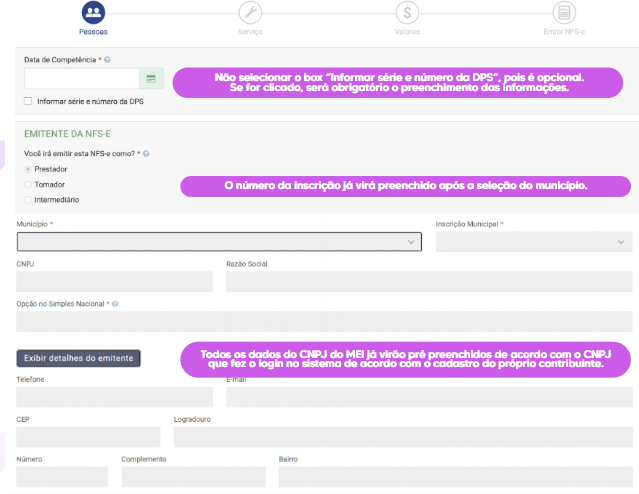 Pessoas Serviço Valores Emitir NFS-e
Data de Competência *
Não selecionar o box “Informar série e número da DPS”, pois é opcional.
Se for clicado, será obrigatório o preenchimento das informações.
Informar série e número da DPS
EMITENTE DA NFS-E
Você irá emitir esta NFS-e como? *
Prestador
Tomador
O número da inscrição já virá preenchido após a seleção do município.
Intermediário
Município * Inscrição Municipal *
CNPJ Razão Social
Opção no Simples Nacional *
Exibir detalhes do emitente
Todos os dados do CNPJ do MEI já virão pré preenchidos de acordo com o CNPJ
que fez o login no sistema de acordo com o cadastro do próprio contribuinte.
Telefone E-mail
CEP Logradouro
Número Complemento Bairro